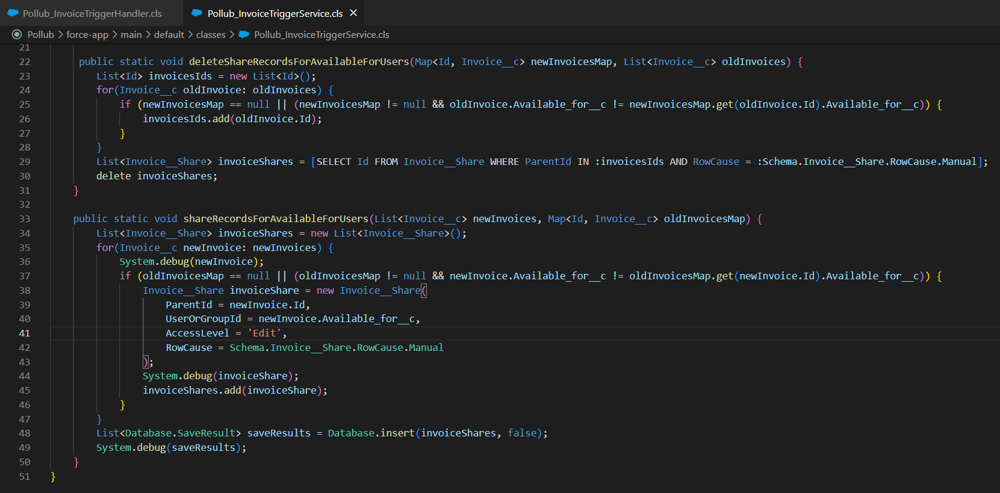 Pollub_InvoiceTriggerHandler.cls Pollub_InvoiceTriggerService.cls
Pollub > force-app > main > default > classes > Pollub_InvoiceTriggerService.cls
21
22 public static void deleteShareRecordsForAvailableForUsers(Map<Id, Invoice__c> newInvoicesMap, List<Invoice__c> oldInvoices) {
23 List<Id> invoicesIds = new List<Id>();
24 for(Invoice__c oldInvoice: oldInvoices) {
25 if (newInvoicesMap == null || (newInvoicesMap != null && oldInvoice.Available_for__c != newInvoicesMap.get(oldInvoice.Id).Available_for__c)) {
26 invoicesIds.add(oldInvoice.Id);
27 }
28 }
29 List<Invoice__Share> invoiceShares = [SELECT Id FROM Invoice__Share WHERE ParentId IN :invoicesIds AND RowCause = :Schema.Invoice__Share.RowCause.Manual];
30 delete invoiceShares;
31 }
32
33 public static void shareRecordsForAvailableForUsers(List<Invoice__c> newInvoices, Map<Id, Invoice__c> oldInvoicesMap) {
34 List<Invoice__Share> invoiceShares = new List<Invoice__Share>();
35 for(Invoice__c newInvoice: newInvoices) {
36 System.debug(newInvoice);
37 if (oldInvoicesMap == null || (oldInvoicesMap != null && newInvoice.Available_for__c != oldInvoicesMap.get(newInvoice.Id).Available_for__c)) {
38 Invoice__Share invoiceShare = new Invoice__Share(
39 ParentId = newInvoice.Id,
40 UserOrGroupId = newInvoice.Available_for__c,
41 AccessLevel = 'Edit',
42 RowCause = Schema.Invoice__Share.RowCause.Manual
43 );
44 System.debug(invoiceShare);
45 invoiceShares.add(invoiceShare);
46 }
47 }
48 List<Database.SaveResult> saveResults = Database.insert(invoiceShares, false);
49 System.debug(saveResults);
50 }
51 }